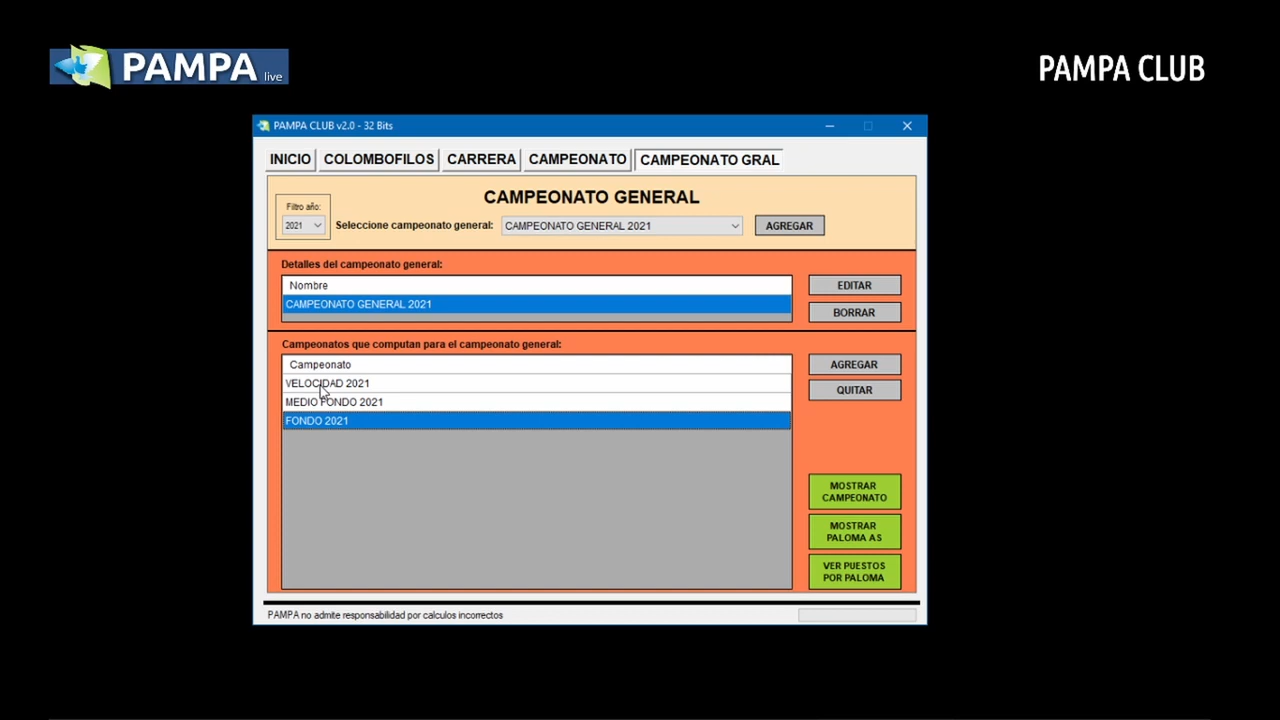 PAMPA live
PAMPA CLUB
PAMPA CLUB v2.0 - 32 Bits
INICIO COLOMBOFILOS CARRERA CAMPEONATO CAMPEONATO GRAL
CAMPEONATO GENERAL
Filtro año:
2021 Seleccione campeonato general: CAMPEONATO GENERAL 2021 AGREGAR
Detalles del campeonato general:
Nombre EDITAR
CAMPEONATO GENERAL 2021
BORRAR
Campeonatos que computan para el campeonato general:
Campeonato AGREGAR
VELOCIDAD 2021 QUITAR
MEDIO FONDO 2021
FONDO 2021
MOSTRAR
CAMPEONATO
MOSTRAR
PALOMA AS
VER PUESTOS
POR PALOMA
PAMPA no admite responsabilidad por calculos incorrectos